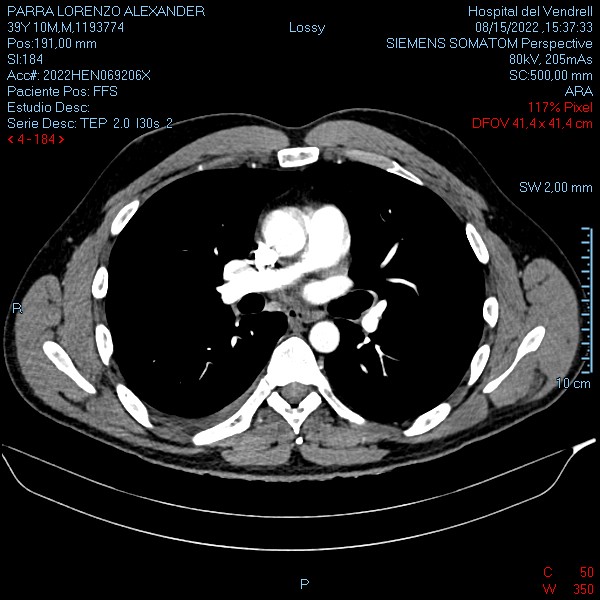 PARRA LORENZO ALEXANDER
39Y 10M,M,1193774
Pos:191,00 mm
SI:184
Acc#: 2022HEN069206X
Paciente Pos: FFS
Estudio Desc:
Serie Desc: TEP 2.0 I30s 2
< 4 - 184 >
Lossy
Hospital del Vendrell
08/15/2022 ,15:37:33
SIEMENS SOMATOM Perspective
80kV, 205mAs
SC:500,00 mm
ARA
117% Pixel
DFOV 41,4 x 41,4 cm
SW 2,00 mm
R
10 cm
P
C 50
W 350